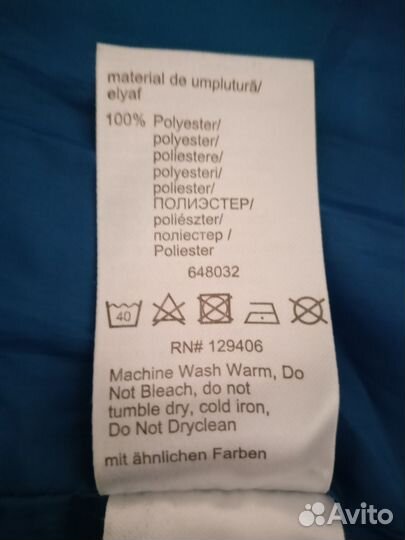 material de umplutură/
elyaf
100% Polyester/
polyester/
poliestere/
polyesteri/
poliester/
ПОЛИЭСТЕР/
poliészter/
поліестер /
Poliester
648032
40
RN# 129406
Machine Wash Warm, Do
Not Bleach, do not
tumble dry, cold iron,
Do Not Dryclean
mit ähnlichen Farben
Avito